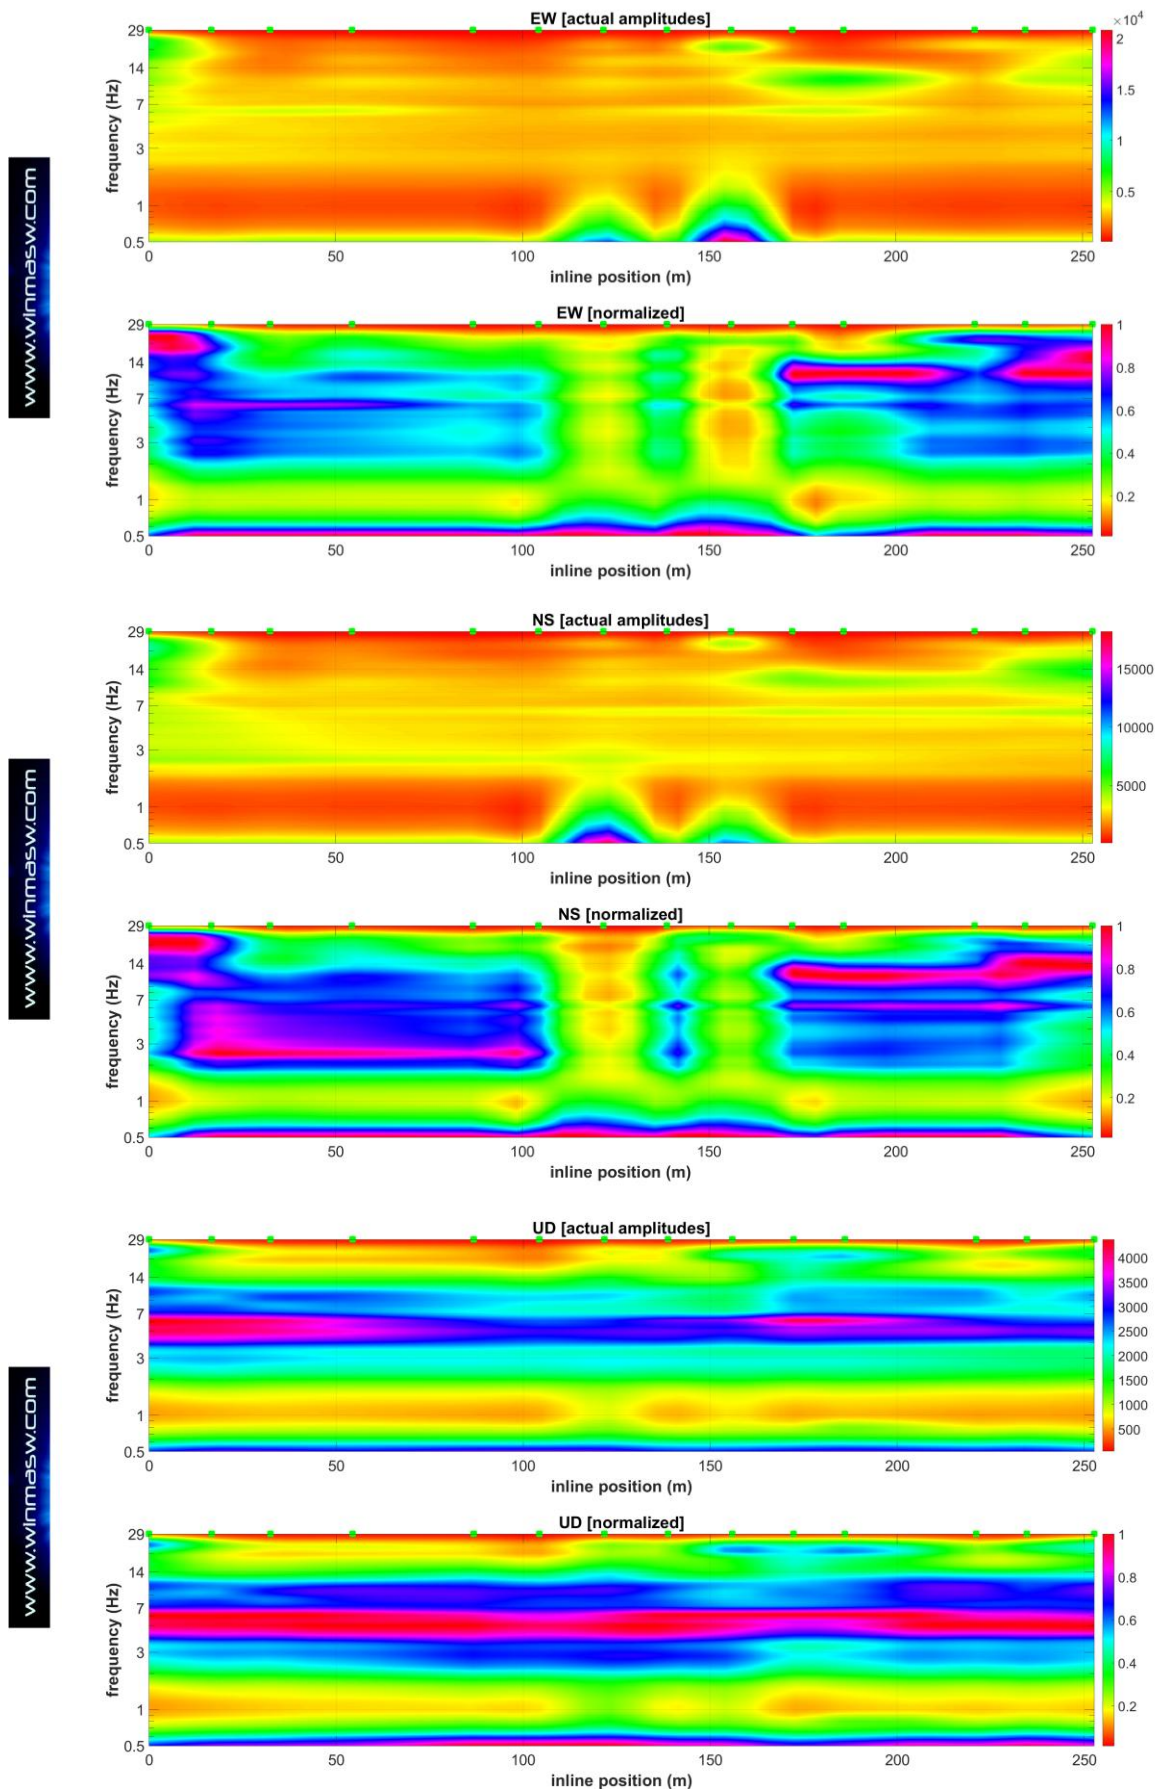 EW [actual amplitudes]
×10⁴
29
14
7
3
1
0.5
frequency (Hz)
0 50 100 150 200 250
inline position (m)
2
1.5
1
0.5
www.winmasw.com
EW [normalized]
29
14
7
3
1
0.5
frequency (Hz)
0 50 100 150 200 250
inline position (m)
1
0.8
0.6
0.4
0.2
NS [actual amplitudes]
29
14
7
3
1
0.5
frequency (Hz)
0 50 100 150 200 250
inline position (m)
15000
10000
5000
www.winmasw.com
NS [normalized]
29
14
7
3
1
0.5
frequency (Hz)
0 50 100 150 200 250
inline position (m)
1
0.8
0.6
0.4
0.2
UD [actual amplitudes]
29
14
7
3
1
0.5
frequency (Hz)
0 50 100 150 200 250
inline position (m)
4000
3500
3000
2500
2000
1500
1000
500
www.winmasw.com
UD [normalized]
29
14
7
3
1
0.5
frequency (Hz)
0 50 100 150 200 250
inline position (m)
1
0.8
0.6
0.4
0.2